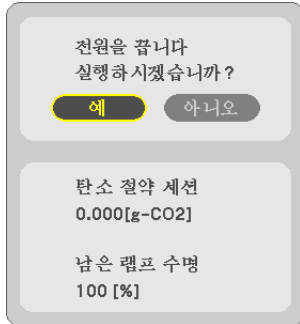 전원을 끕니다
실행하시겠습니까?
예 아니오
탄소 절약 세션
0.000[g-CO2]
남은 램프 수명
100 [%]